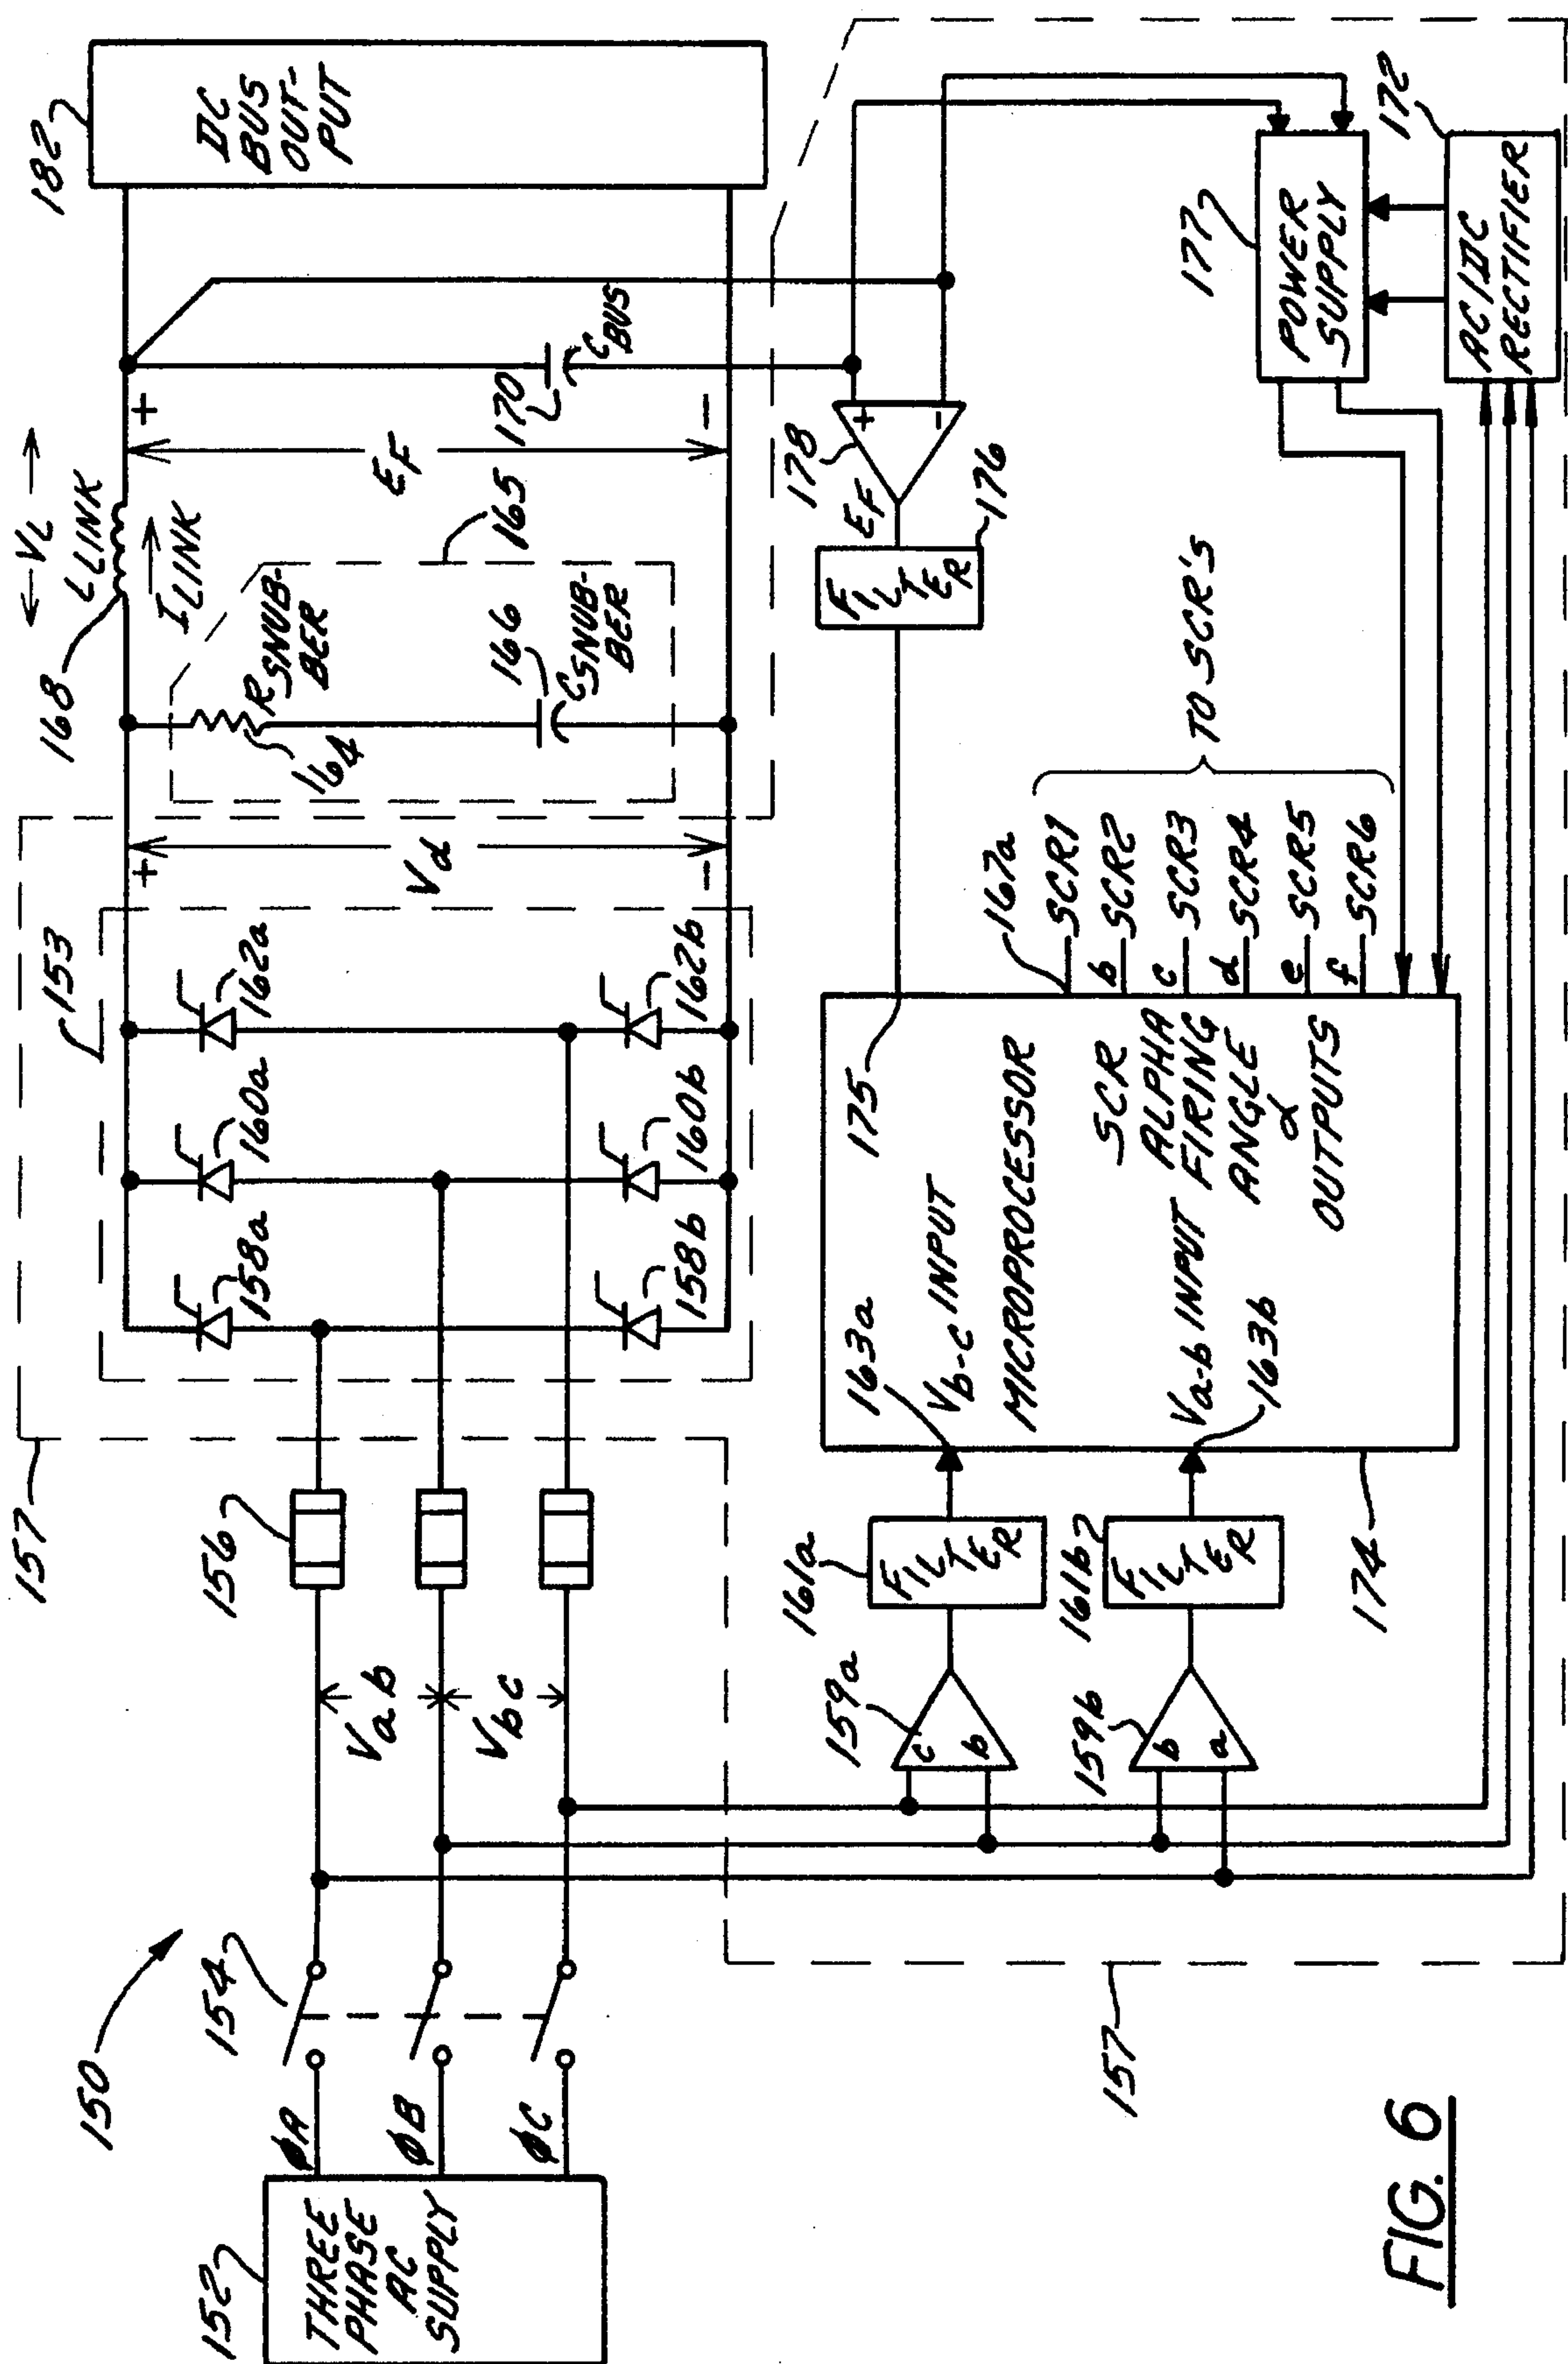 150
152
THREE
PHASE
AC
SUPPLY
ØA
ØB
ØC
154
Vab
Vbc
156
157
153
158a
160a
162a
158b
160b
162b
+
Vd
-
168
←VL→
LLINK
ILINK
RSNUB-
BER
164
166
CSNUB-
BER
165
+
EF
-
170
CBUS
182
DC
BUS
OUT-
PUT
157
159a
c
b
159b
b
a
161a
FILTER
161b
FILTER
163a
Vb-c INPUT
MICROPROCESSOR
Va-b INPUT
163b
174
175
SCR
ALPHA
FIRING
ANGLE
α
OUTPUTS
167a
SCR1
b SCR2
c SCR3
d SCR4
e SCR5
f SCR6
TO SCR'S
FILTER
176
EF
178
+
-
177
POWER
SUPPLY
172
AC/DC
RECTIFIER
FIG. 6